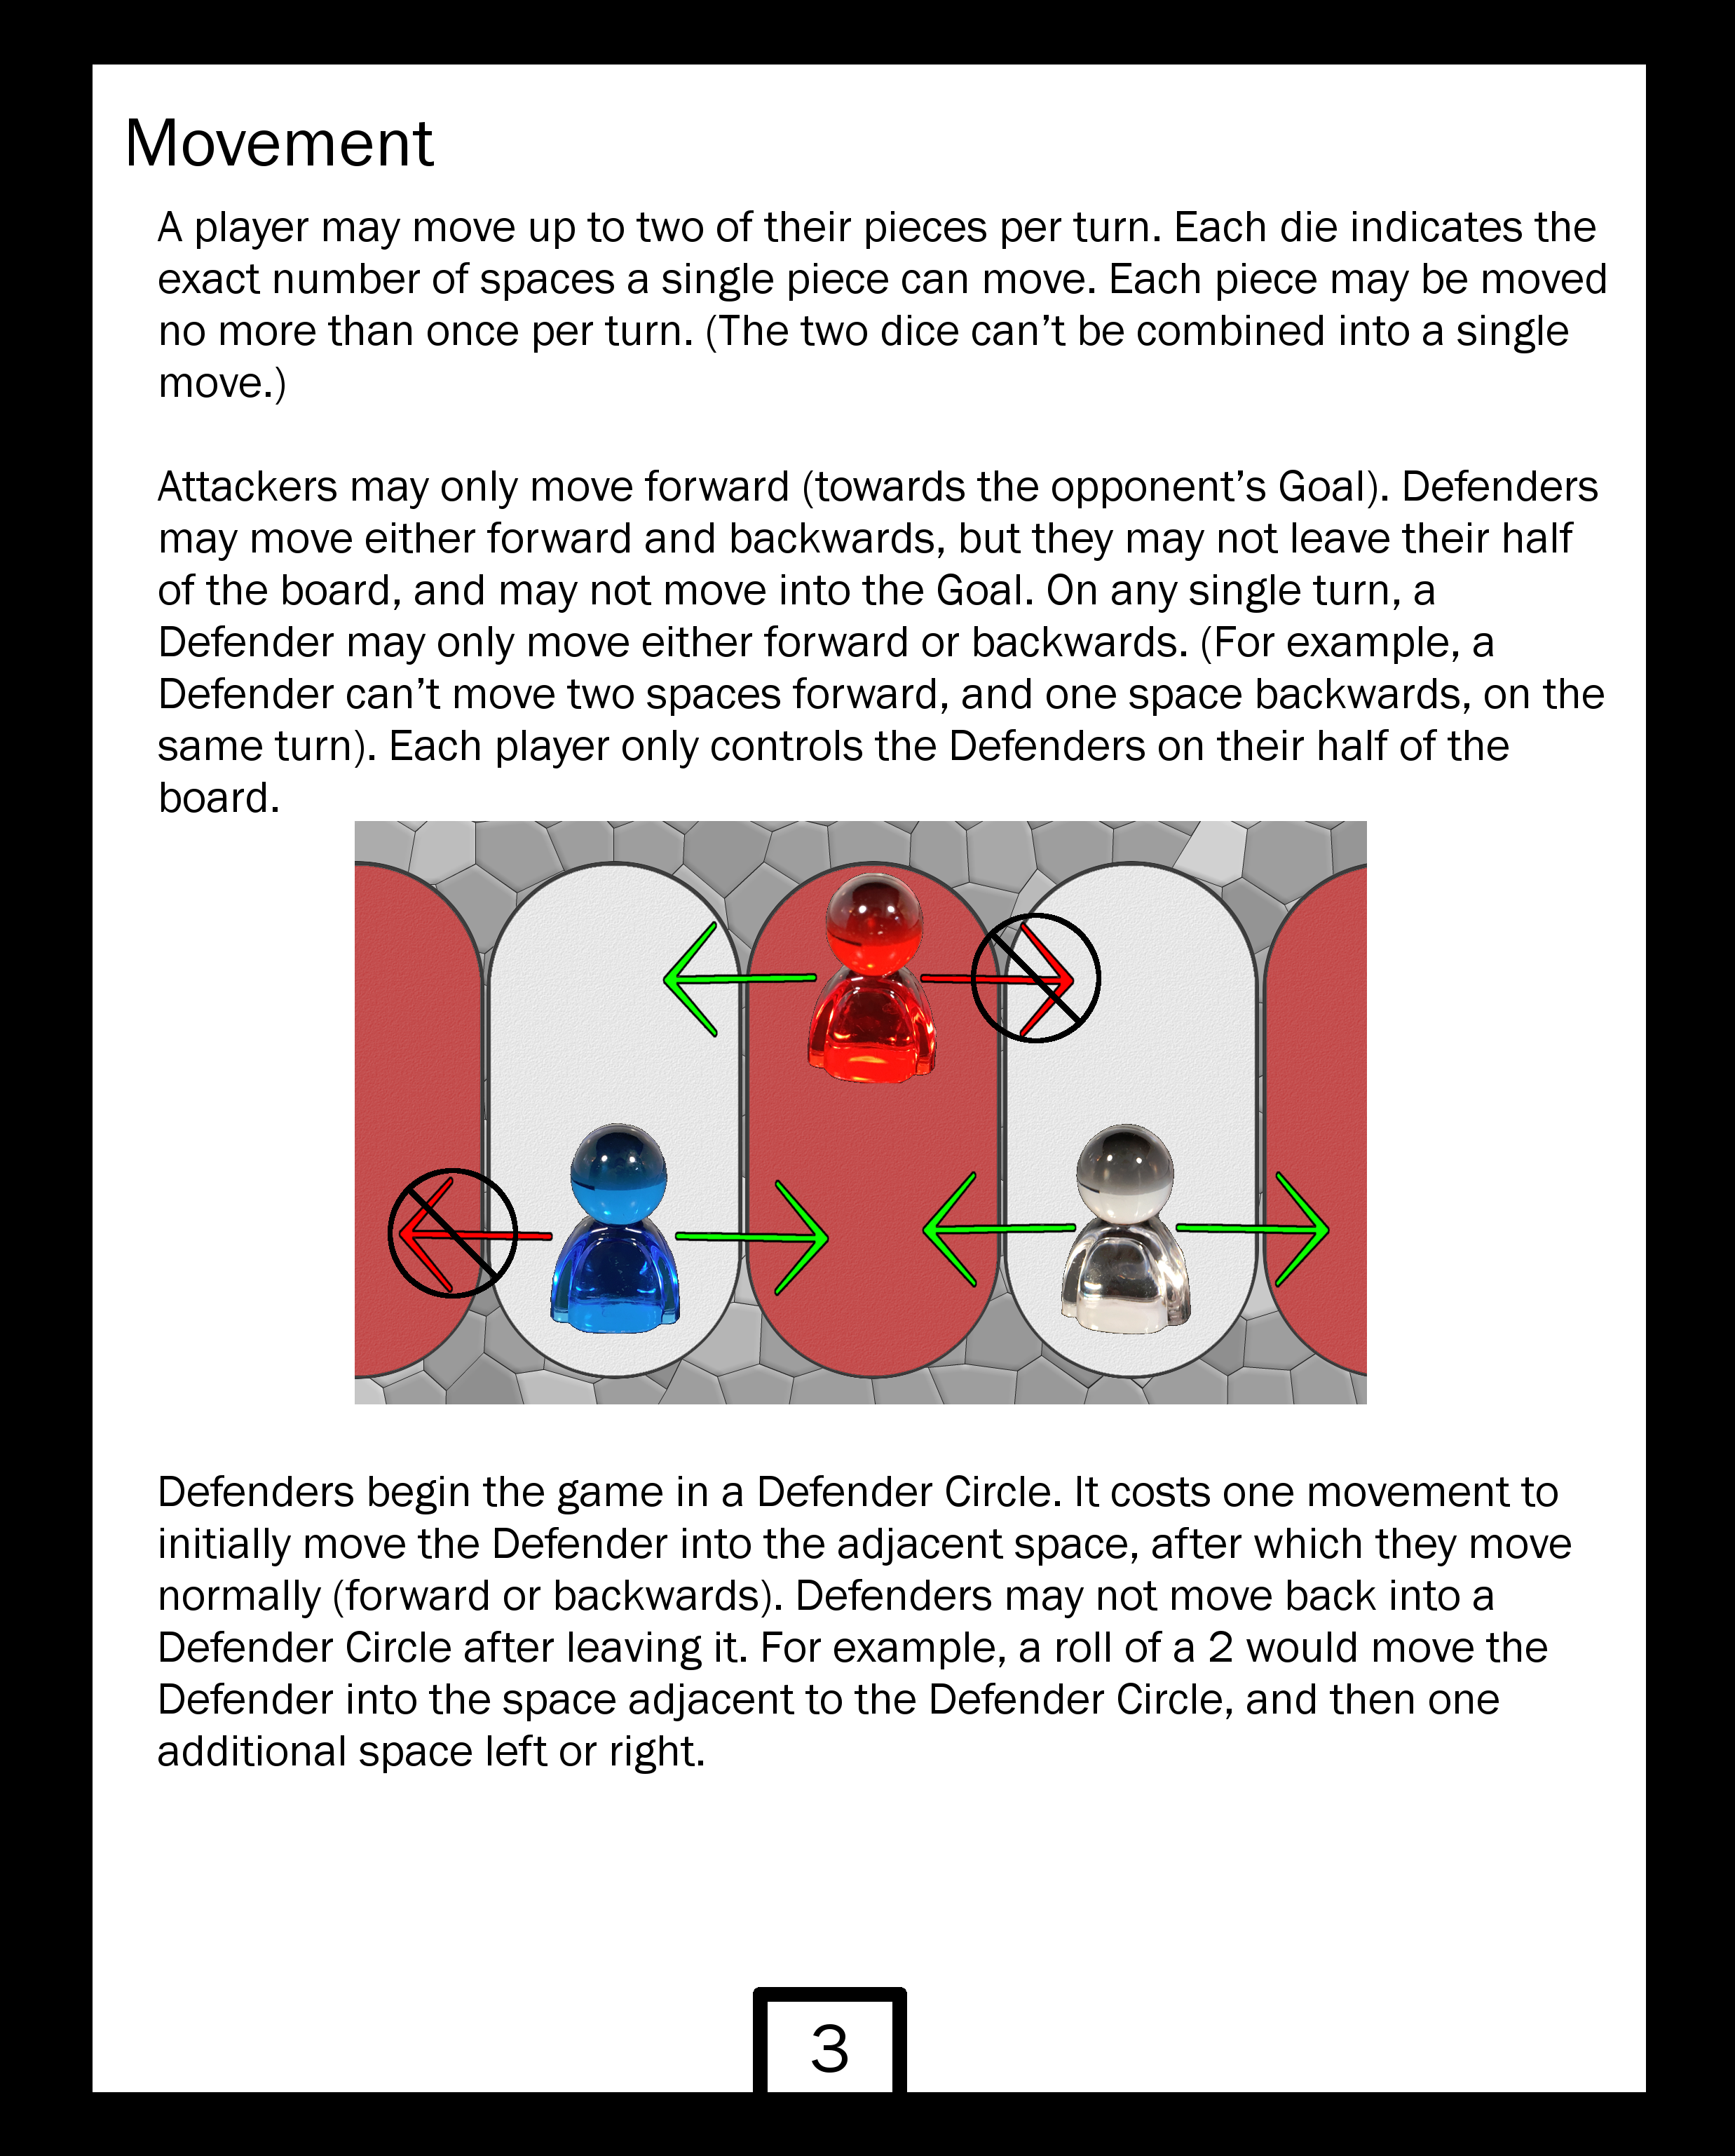 Movement
A player may move up to two of their pieces per turn. Each die indicates the
exact number of spaces a single piece can move. Each piece may be moved
no more than once per turn. (The two dice can’t be combined into a single
move.)
Attackers may only move forward (towards the opponent’s Goal). Defenders
may move either forward and backwards, but they may not leave their half
of the board, and may not move into the Goal. On any single turn, a
Defender may only move either forward or backwards. (For example, a
Defender can’t move two spaces forward, and one space backwards, on the
same turn). Each player only controls the Defenders on their half of the
board.
Defenders begin the game in a Defender Circle. It costs one movement to
initially move the Defender into the adjacent space, after which they move
normally (forward or backwards). Defenders may not move back into a
Defender Circle after leaving it. For example, a roll of a 2 would move the
Defender into the space adjacent to the Defender Circle, and then one
additional space left or right.
3